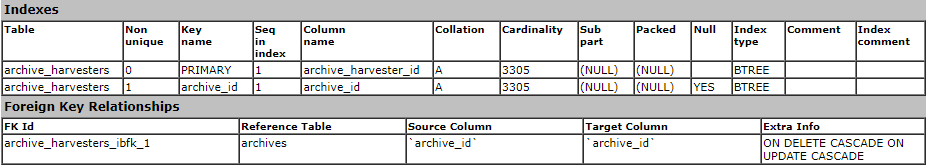 Indexes
Table Non unique Key name Seq in index Column name Collation Cardinality Sub part Packed Null Index type Comment Index comment
archive_harvesters 0 PRIMARY 1 archive_harvester_id A 3305 (NULL) (NULL) BTREE
archive_harvesters 1 archive_id 1 archive_id A 3305 (NULL) (NULL) YES BTREE
Foreign Key Relationships
FK Id Reference Table Source Column Target Column Extra Info
archive_harvesters_ibfk_1 archives `archive_id` `archive_id` ON DELETE CASCADE ON
UPDATE CASCADE